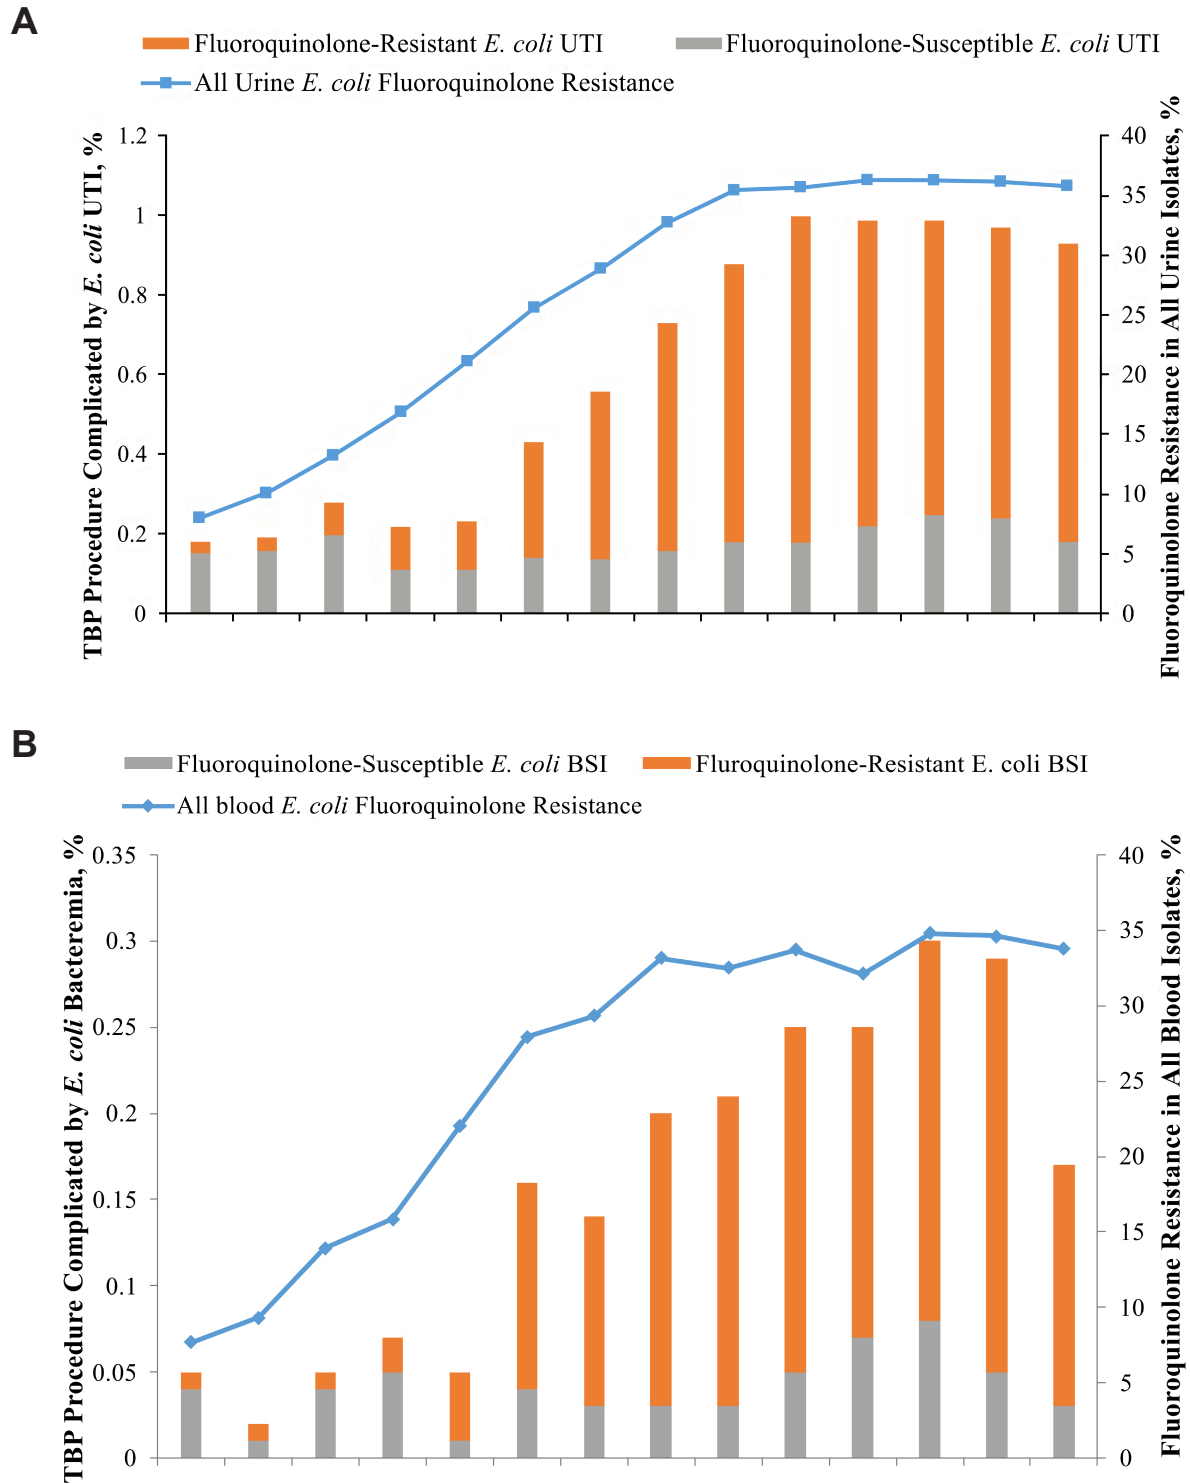 A
Fluoroquinolone-Resistant E. coli UTI
Fluoroquinolone-Susceptible E. coli UTI
All Urine E. coli Fluoroquinolone Resistance
TBP Procedure Complicated by E. coli UTI, %
1.2
1
0.8
0.6
0.4
0.2
0
40
35
30
25
20
15
10
5
0
Fluoroquinolone Resistance in All Urine Isolates, %
B
Fluoroquinolone-Susceptible E. coli BSI
Fluroquinolone-Resistant E. coli BSI
All blood E. coli Fluoroquinolone Resistance
TBP Procedure Complicated by E. coli Bacteremia, %
0.35
0.3
0.25
0.2
0.15
0.1
0.05
0
40
35
30
25
20
15
10
5
0
Fluoroquinolone Resistance in All Blood Isolates, %